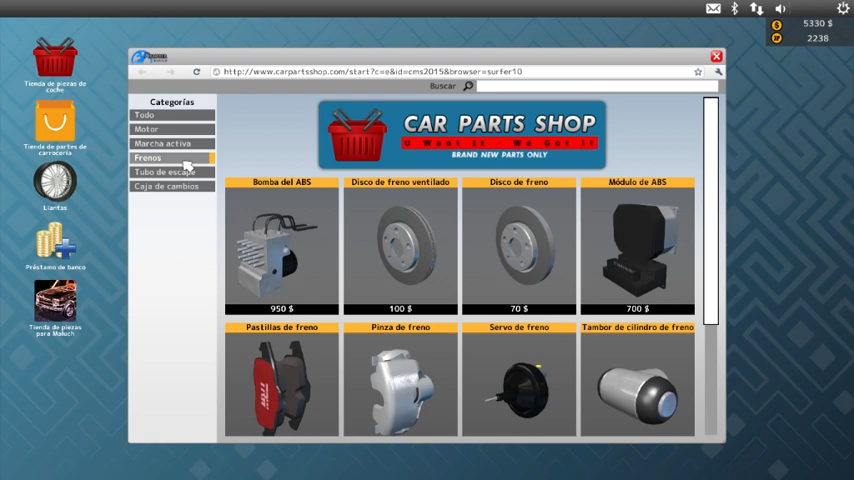 5330 $
2238
Tienda de piezas de
coche
Tienda de partes de
carrocería
Llantas
Préstamo de banco
Tienda de piezas
para Maluch
http://www.carpartsshop.com/start?c=e&id=cms2015&browser=surfer10
Buscar
Categorías
Todo
Motor
Marcha activa
Frenos
Tubo de escape
Caja de cambios
CAR PARTS SHOP
U Want It - We Got It
BRAND NEW PARTS ONLY
Bomba del ABS
Disco de freno ventilado
Disco de freno
Módulo de ABS
950 $
100 $
70 $
700 $
Pastillas de freno
Pinza de freno
Servo de freno
Tambor de cilindro de freno